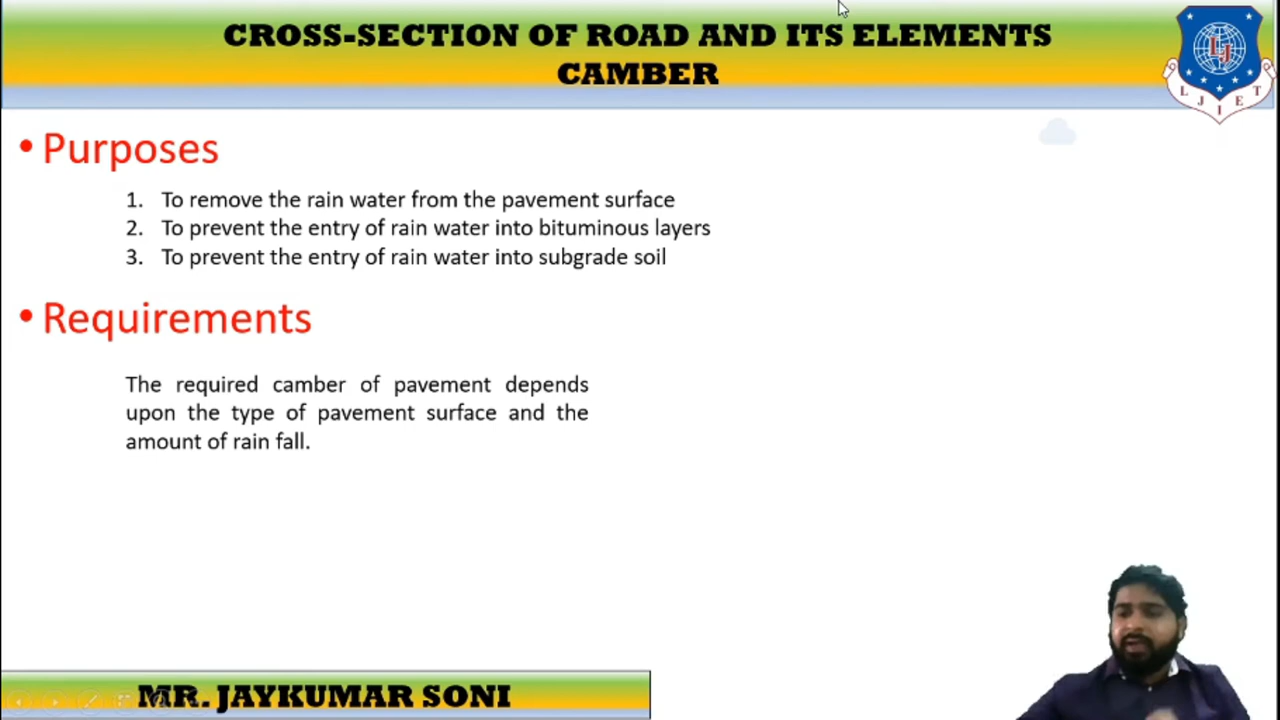 CROSS-SECTION OF ROAD AND ITS ELEMENTS
CAMBER
LJIET
LJ
• Purposes
1. To remove the rain water from the pavement surface
2. To prevent the entry of rain water into bituminous layers
3. To prevent the entry of rain water into subgrade soil
• Requirements
The required camber of pavement depends
upon the type of pavement surface and the
amount of rain fall.
MR. JAYKUMAR SONI